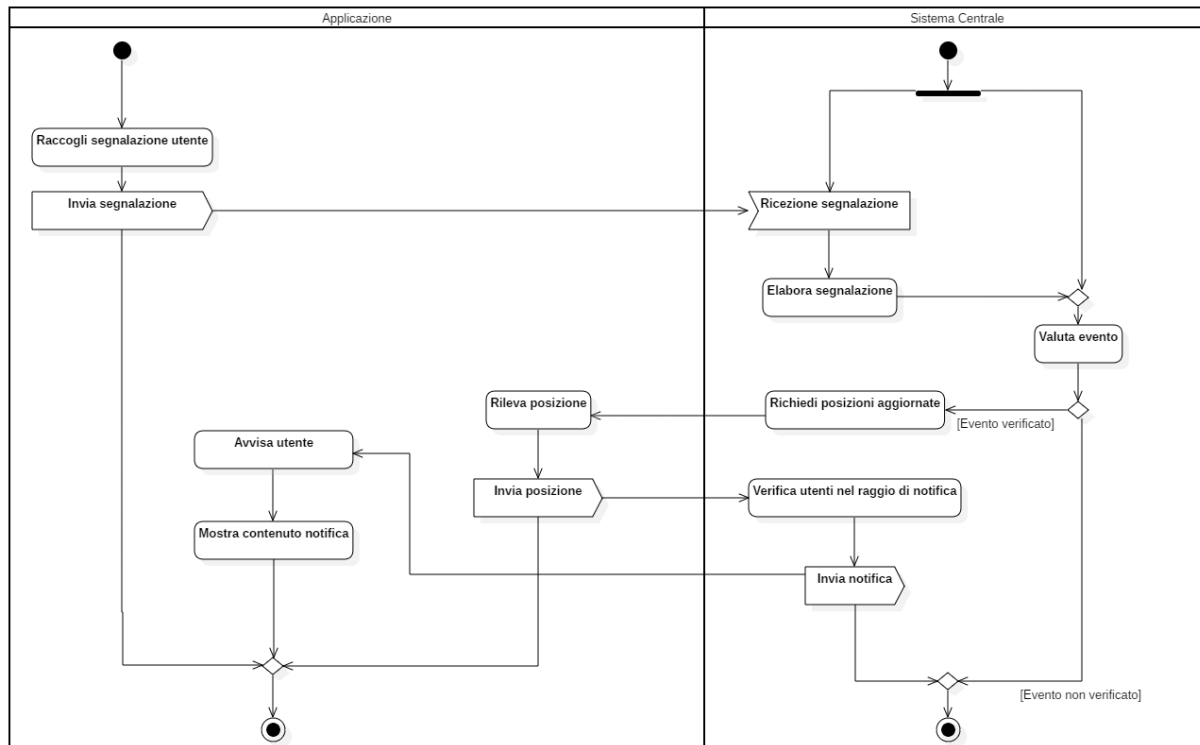 Applicazione
Sistema Centrale
Raccogli segnalazione utente
Invia segnalazione
Ricezione segnalazione
Elabora segnalazione
Valuta evento
Rileva posizione
Richiedi posizioni aggiornate
[Evento verificato]
Avvisa utente
Invia posizione
Verifica utenti nel raggio di notifica
Mostra contenuto notifica
Invia notifica
[Evento non verificato]